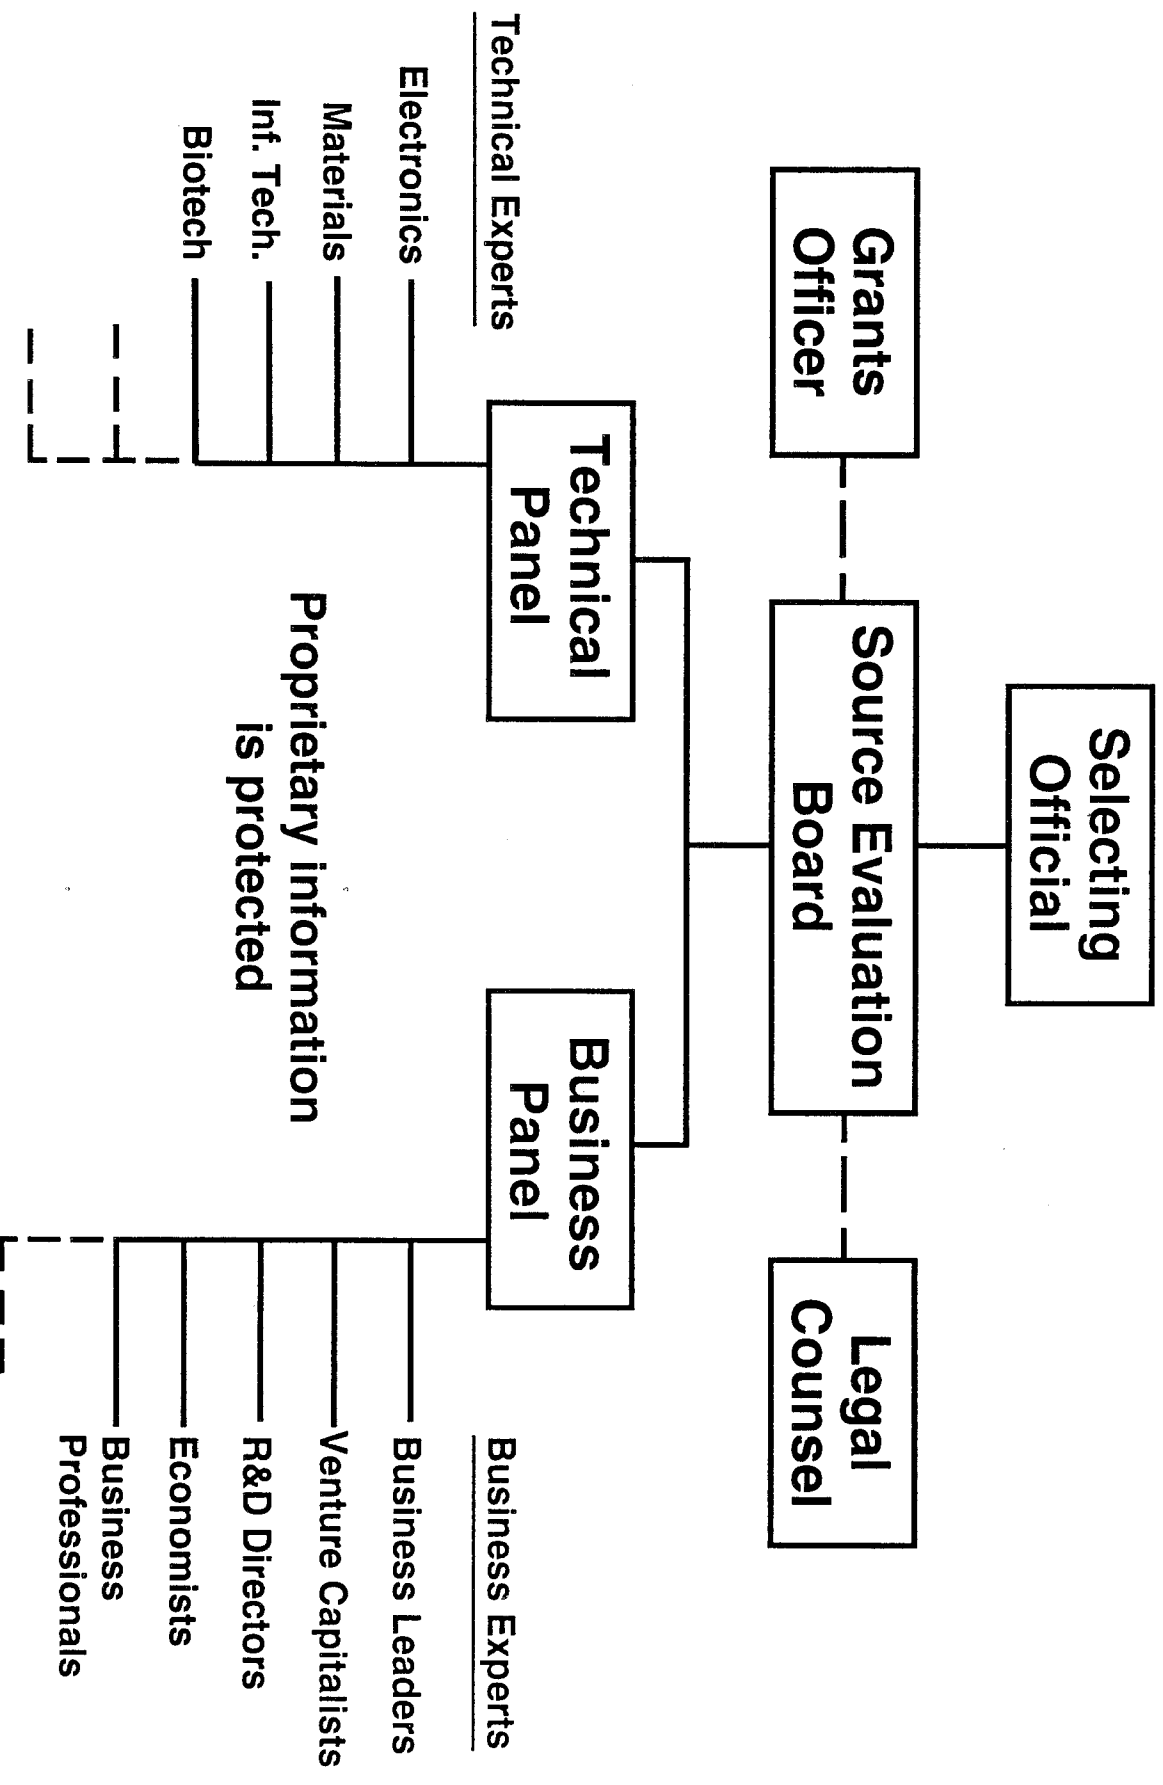 Selecting
Official
Grants
Officer
Source Evaluation
Board
Legal
Counsel
Technical
Panel
Business
Panel
Technical Experts
Electronics
Materials
Inf. Tech.
Biotech
Proprietary information
is protected
Business Experts
Business Leaders
Venture Capitalists
R&D Directors
Economists
Business
Professionals